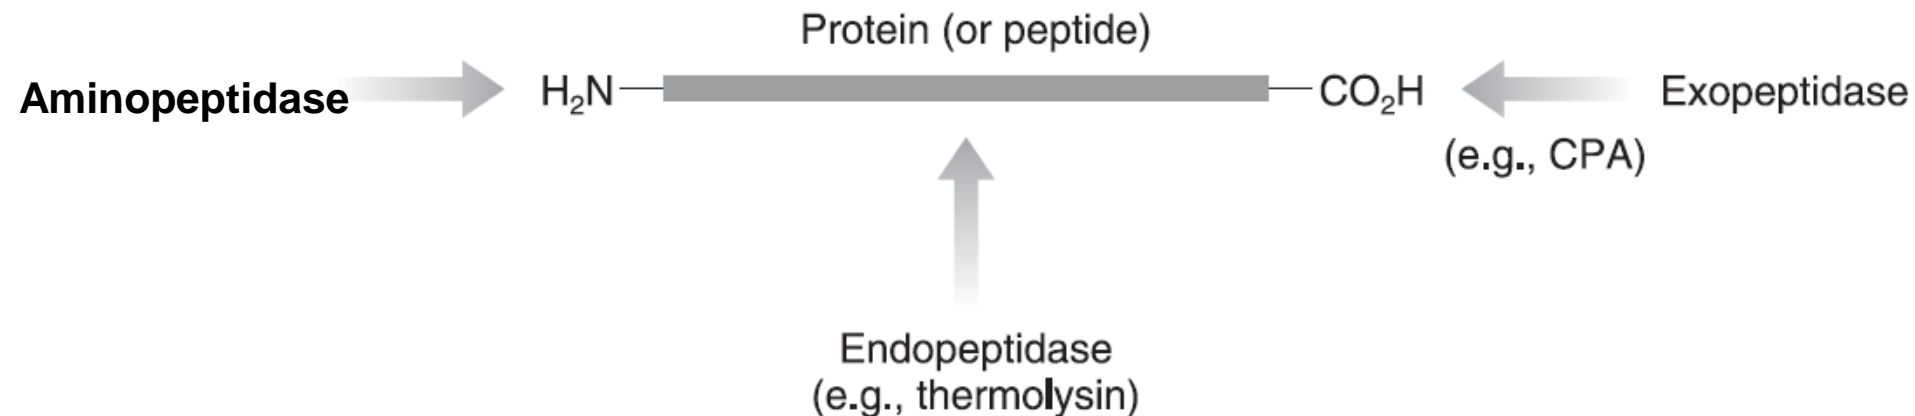 Protein (or peptide)
Aminopeptidase
H₂N
CO₂H
Exopeptidase
(e.g., CPA)
Endopeptidase
(e.g., thermolysin)